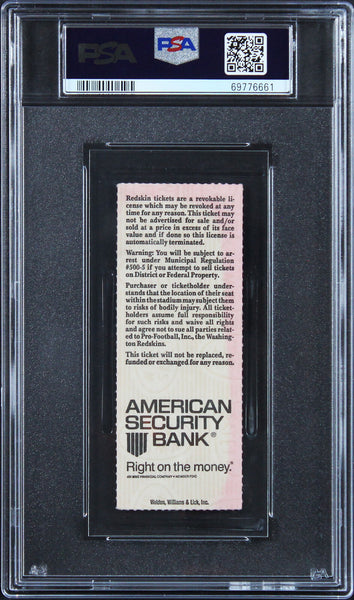 PSA
PSA
69776661
Redskin tickets are a revokable li-
cense which may be revoked at any
time for any reason. This ticket may
not be advertised for sale and/or
sold at a price in excess of its face
value and if done so this license is
automatically terminated.
Warning: You will be subject to ar-
rest under Municipal Regulation
#500-5 if you attempt to sell tickets
on District or Federal Property.
Purchaser or ticketholder under-
stands that the location of their seat
within the stadium may subject them
to risks of bodily injury. All ticket-
holders assume full responsibility
for such risks and waive all rights
and agree not to sue all parties relat-
ed to Pro-Football, Inc., the Washing-
ton Redskins.
This ticket will not be replaced, re-
funded or exchanged for any reason.
AMERICAN
SECURITY
BANK®
Right on the money.®
AN MNC FINANCIAL COMPANY • MEMBER FDIC
Weldon, Williams & Lick, Inc.